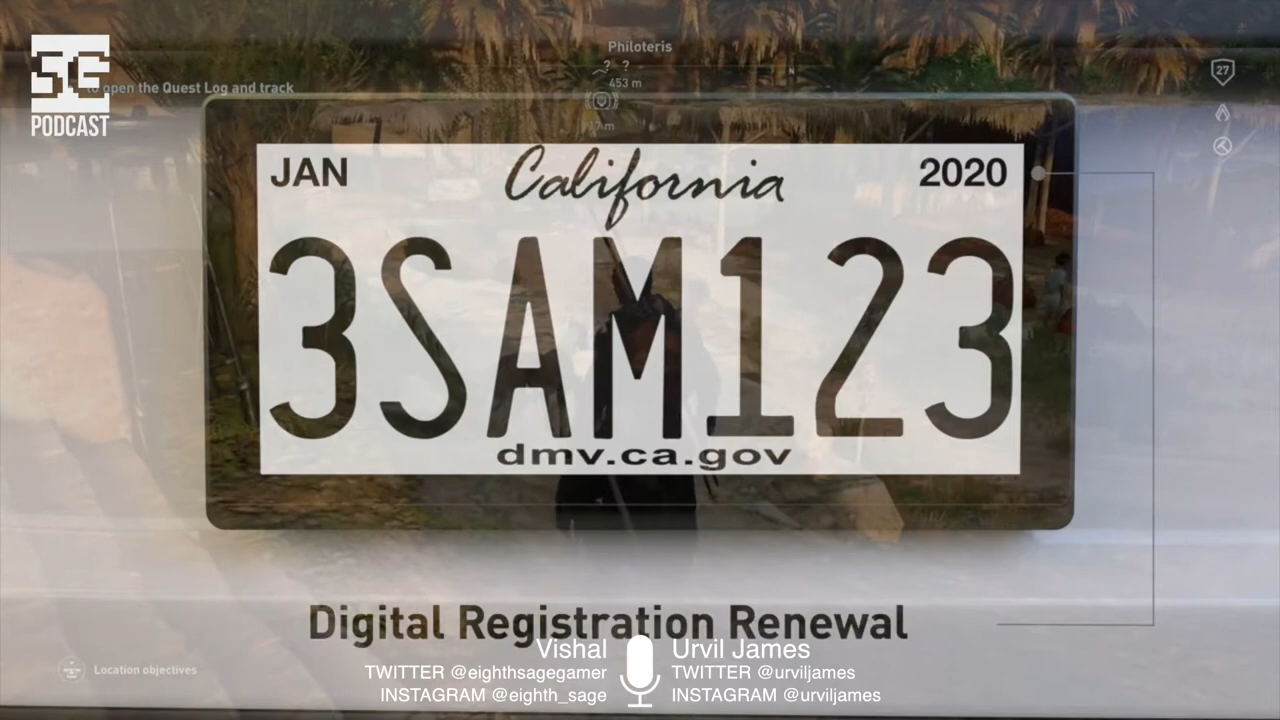 Philoteris
? ?
453 m
27
to open the Quest Log and track
SG
PODCAST
JAN
California
2020
3SAM123
dmv.ca.gov
Digital Registration Renewal
Location objectives
Vishal
TWITTER @eighthsagegamer
INSTAGRAM @eighth_sage
Urvil James
TWITTER @urviljames
INSTAGRAM @urviljames